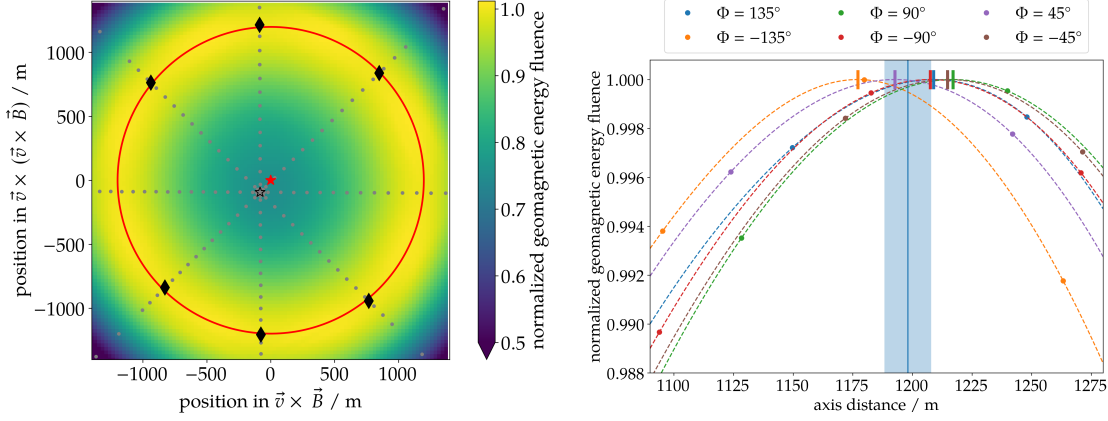 position in v⃗ × (v⃗ × B⃗) / m
1000
500
0
−500
−1000
−1000 −500 0 500 1000
position in v⃗ × B⃗ / m
1.0
0.9
0.8
0.7
0.6
0.5
normalized geomagnetic energy fluence
Φ = 135° Φ = 90° Φ = 45°
Φ = −135° Φ = −90° Φ = −45°
normalized geomagnetic energy fluence
1.000
0.998
0.996
0.994
0.992
0.990
0.988
1100 1125 1150 1175 1200 1225 1250 1275
axis distance / m